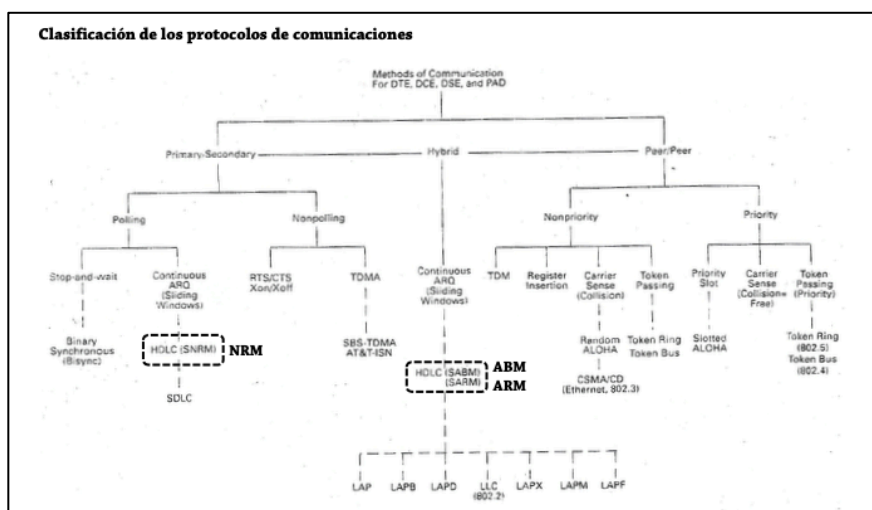 Clasificación de los protocolos de comunicaciones
Methods of Communication
For DTE, DCE, DSE, and PAD
Primary-Secondary
Hybrid
Peer/Peer
Polling
Nonpolling
Nonpriority
Priority
Stop-and-wait
Continuous
ARQ
(Sliding
Windows)
RTS/CTS
Xon/Xoff
TDMA
Continuous
ARQ
(Sliding
Windows)
TDM
Register
Insertion
Carrier
Sense
(Collision)
Token
Passing
Priority
Slot
Carrier
Sense
(Collision=
Free)
Token
Passing
(Priority)
Binary
Synchronous
(Bisync)
HDLC (SNRM)
NRM
SDLC
SBS-TDMA
AT&T-ISN
HDLC (SABM)
(SARM)
ABM
ARM
Random
ALOHA
CSMA/CD
(Ethernet, 802.3)
Token Ring
Token Bus
Slotted
ALOHA
Token Ring
(802.5)
Token Bus
(802.4)
LAP
LAPB
LAPD
LLC
(802.2)
LAPX
LAPM
LAPF